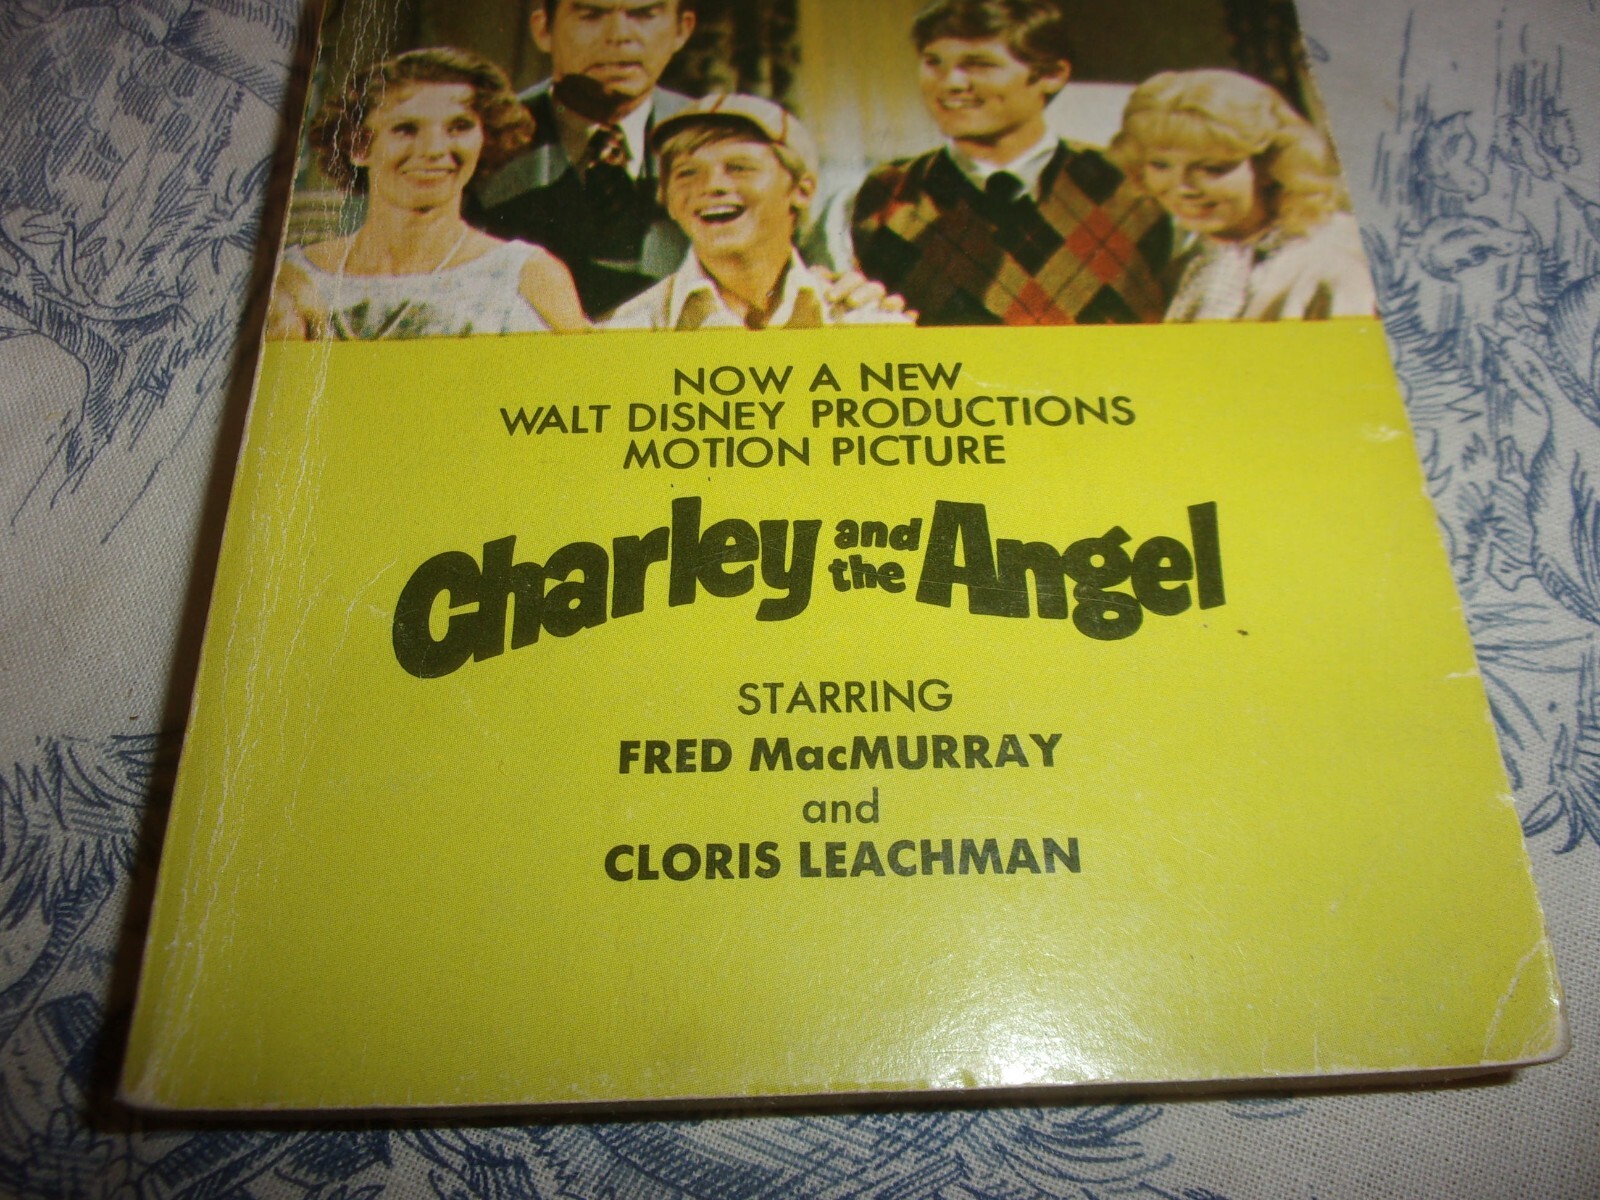 NOW A NEW
WALT DISNEY PRODUCTIONS
MOTION PICTURE
Charley and the Angel
STARRING
FRED MacMURRAY
and
CLORIS LEACHMAN